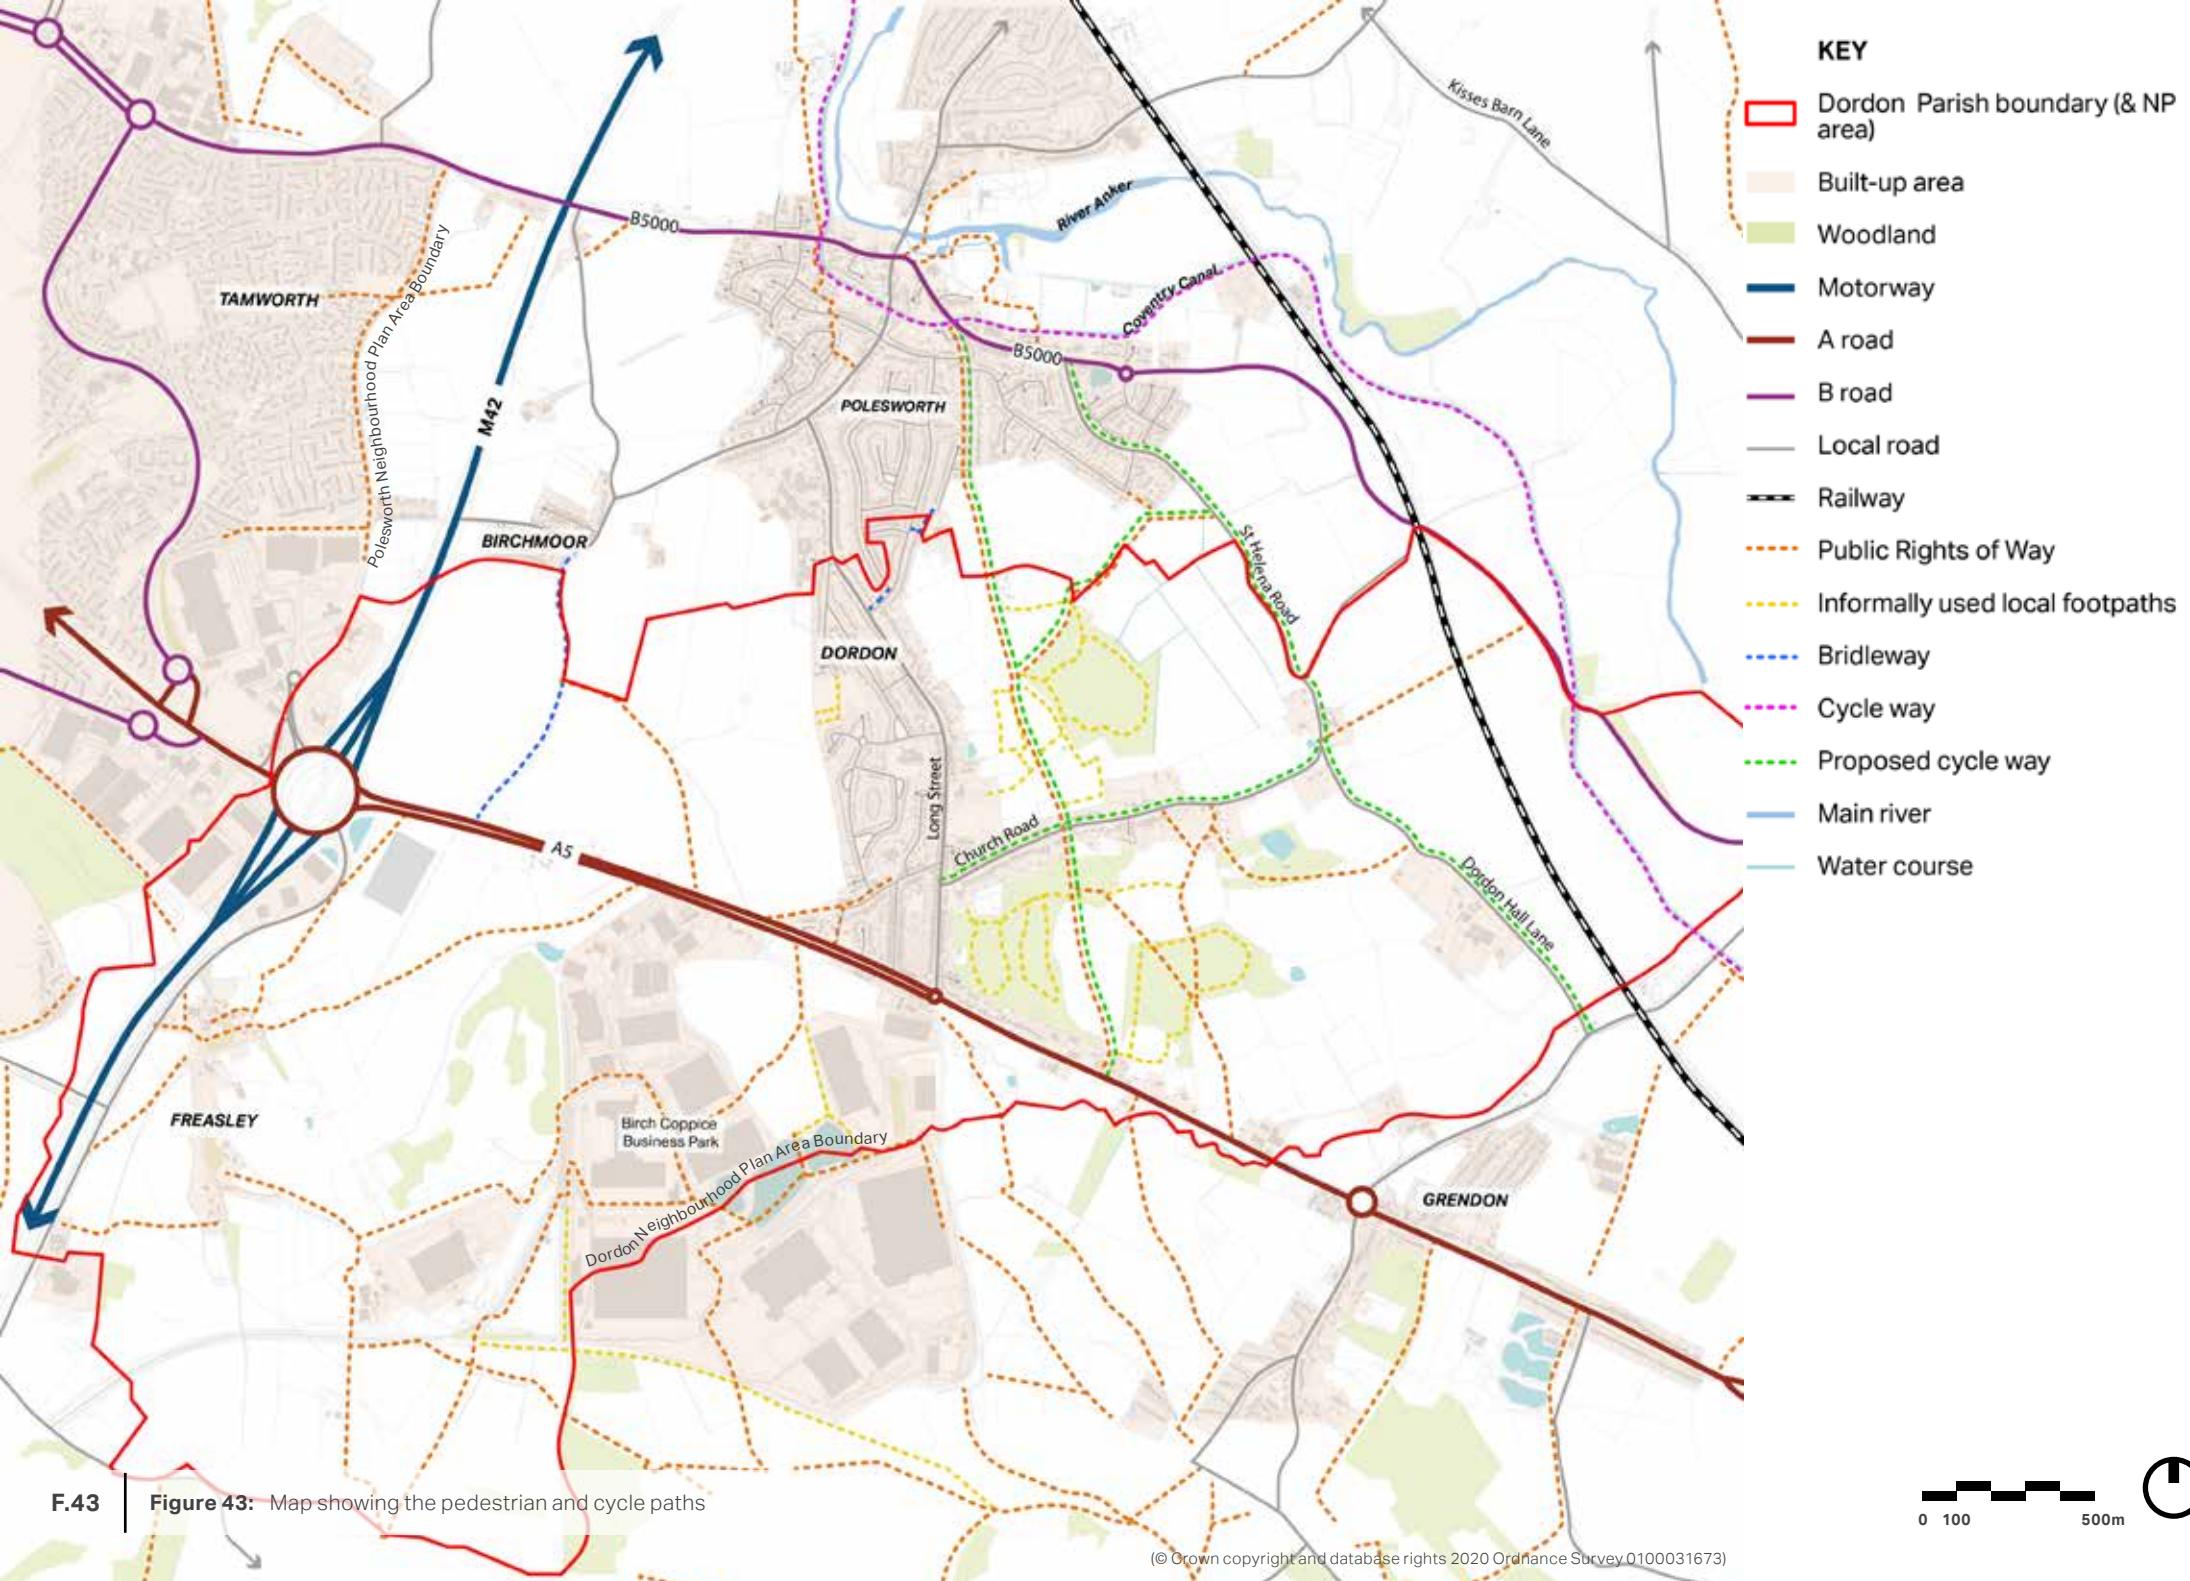 KEY
Dordon Parish boundary (& NP
area)
Built-up area
Woodland
Motorway
A road
B road
Local road
Railway
Public Rights of Way
Informally used local footpaths
Bridleway
Cycle way
Proposed cycle way
Main river
Water course
Kisses Barn Lane
River Anker
B5000
TAMWORTH
Polesworth Neighbourhood Plan Area Boundary
Coventry Canal
B5000
M42
POLESWORTH
BIRCHMOOR
St Helena Road
DORDON
Long Street
Church Road
A5
Dordon Hall Lane
FREASLEY
Birch Coppice
Business Park
Dordon Neighbourhood Plan Area Boundary
GRENDON
F.43
Figure 43: Map showing the pedestrian and cycle paths
0 100 500m
(© Crown copyright and database rights 2020 Ordnance Survey 0100031673)